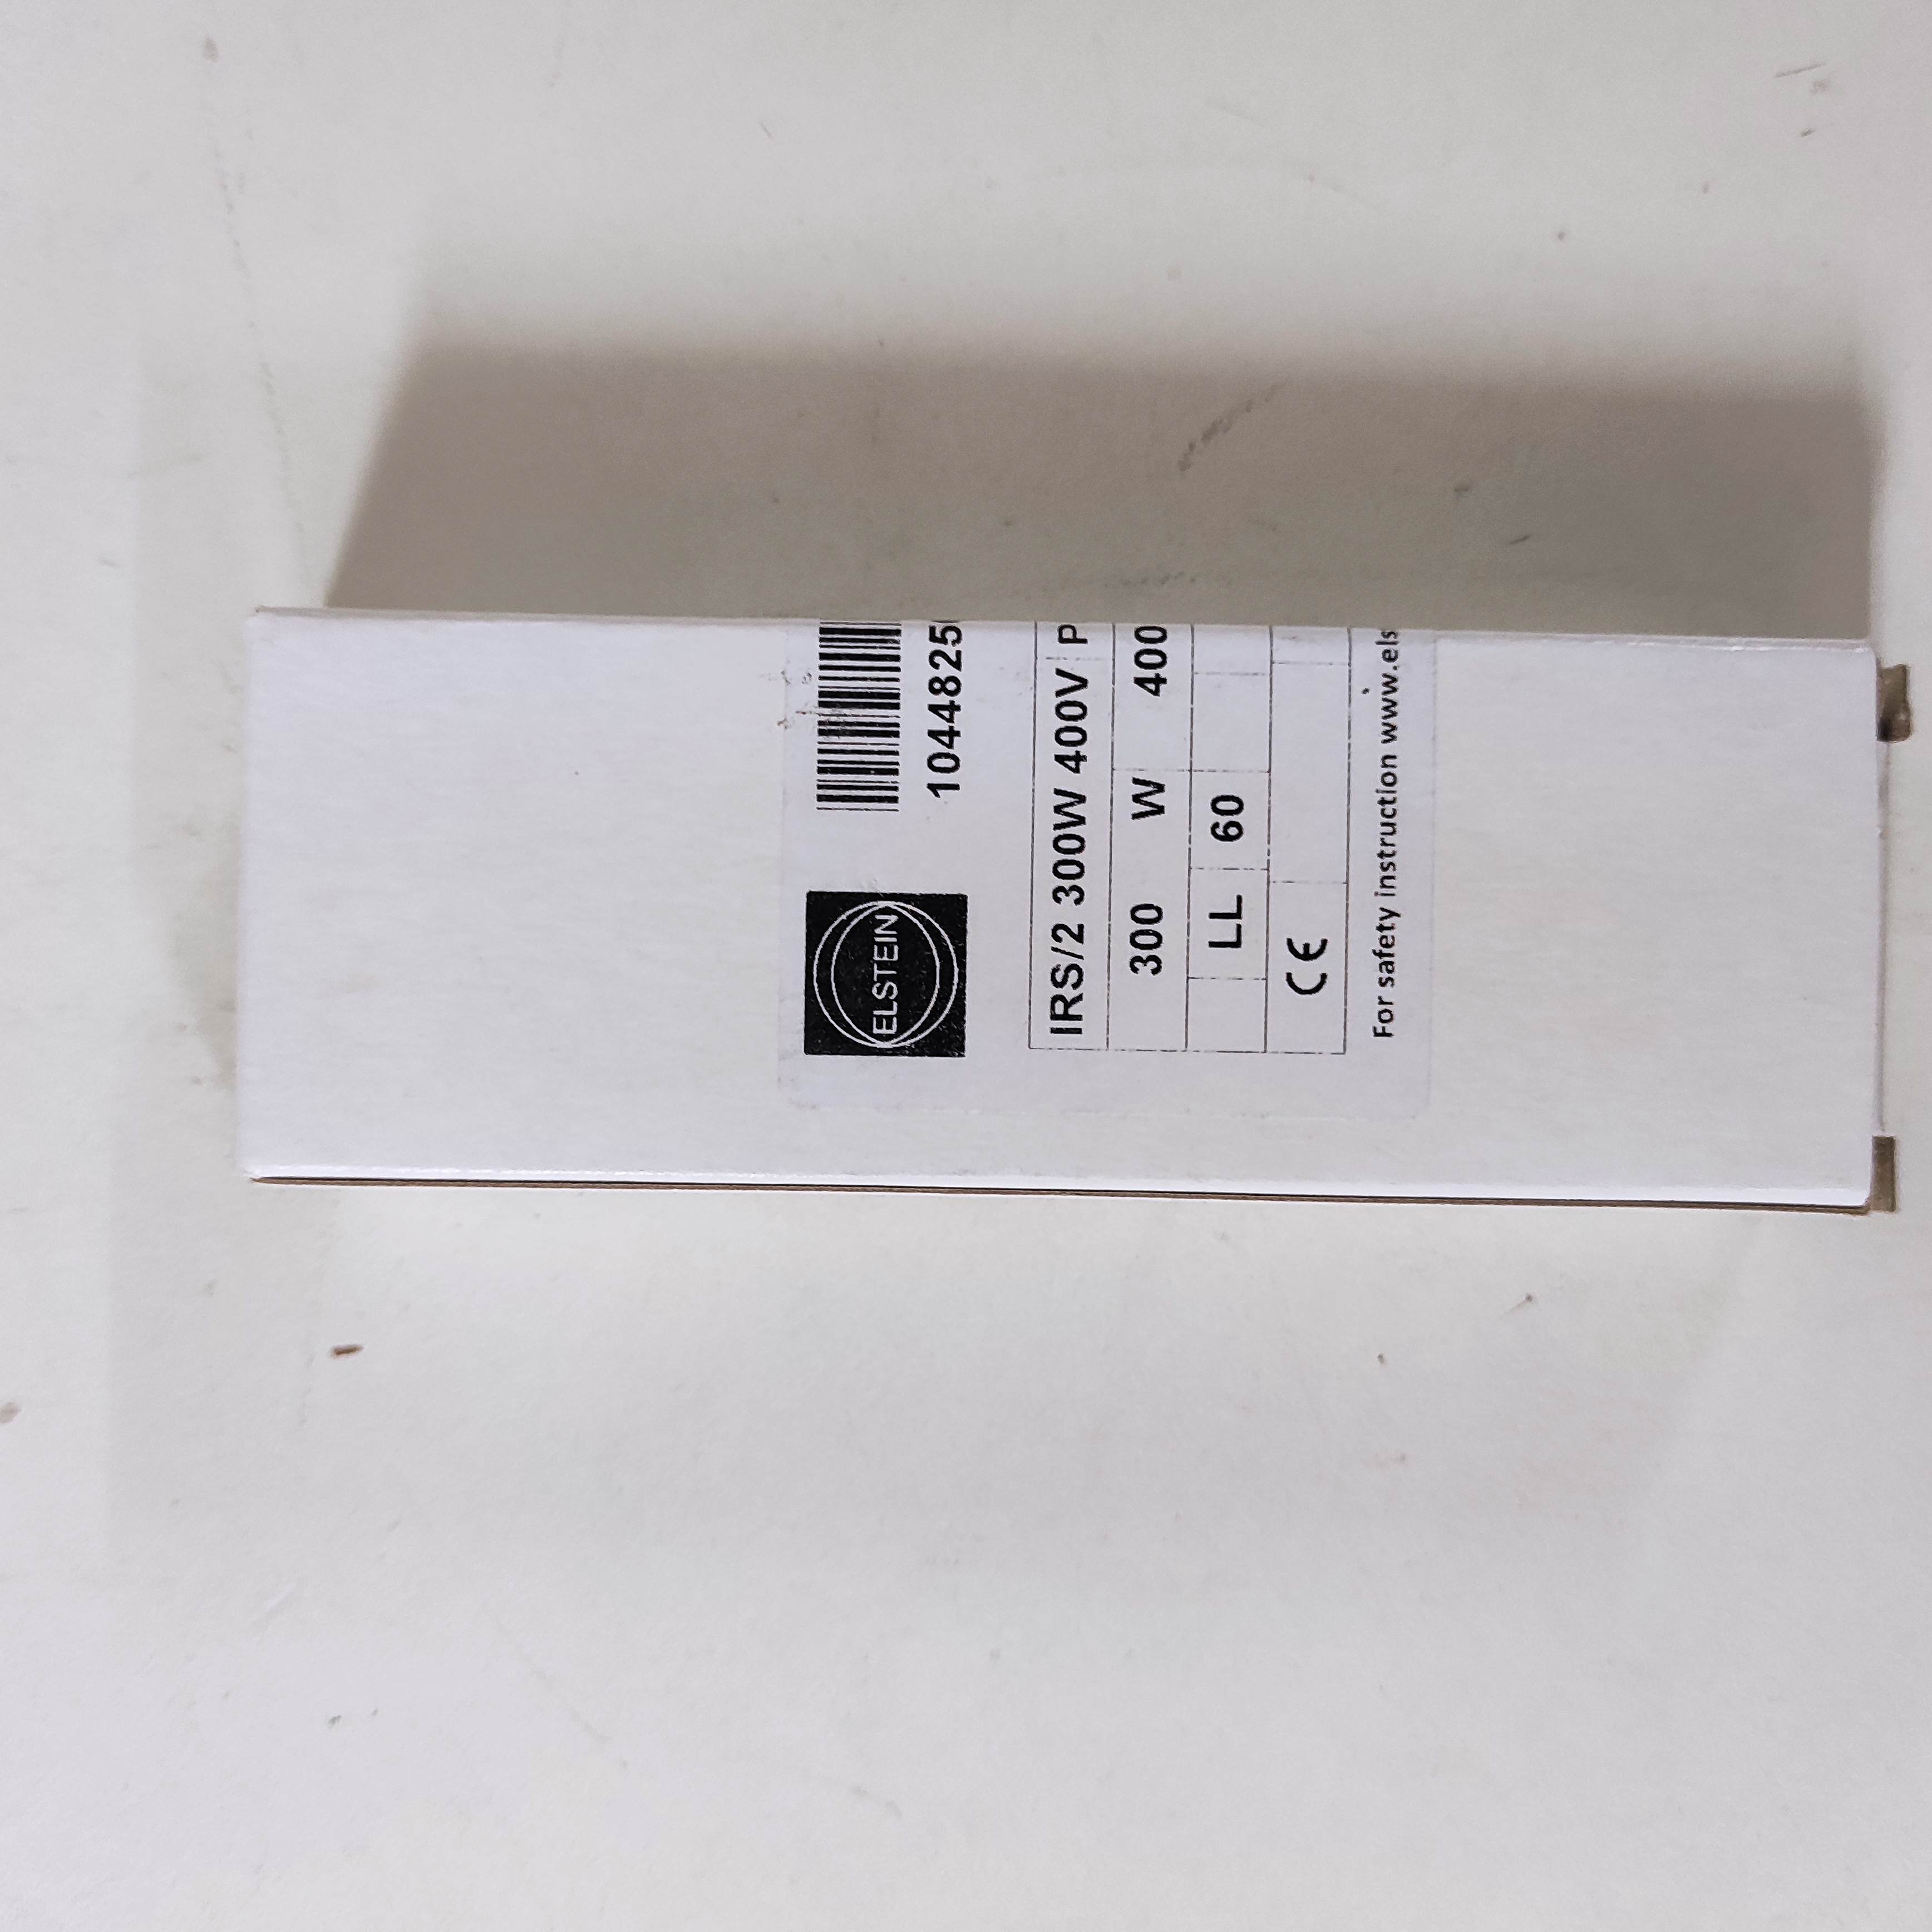 ELSTEIN
1044825
IRS/2 300W 400V P
300 W 400
LL 60
CE
For safety instruction www.els